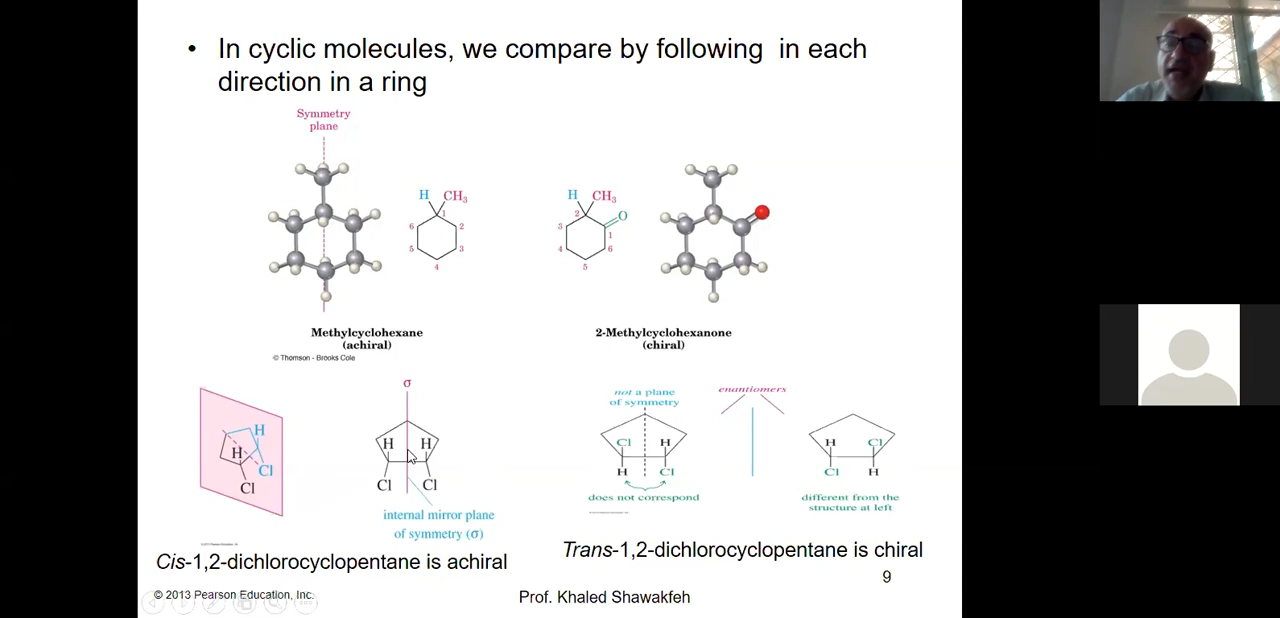 • In cyclic molecules, we compare by following in each
direction in a ring
Symmetry
plane
H CH3
1
6 2
5 3
4
H CH3
2 O
3 1
4 6
5
Methylcyclohexane
(achiral)
© Thomson - Brooks Cole
2-Methylcyclohexanone
(chiral)
H
H
Cl
Cl
σ
H H
Cl Cl
internal mirror plane
of symmetry (σ)
not a plane
of symmetry
Cl H
H Cl
does not correspond
enantiomers
H Cl
Cl H
different from the
structure at left
Cis-1,2-dichlorocyclopentane is achiral
Trans-1,2-dichlorocyclopentane is chiral
9
© 2013 Pearson Education, Inc.
Prof. Khaled Shawakfeh